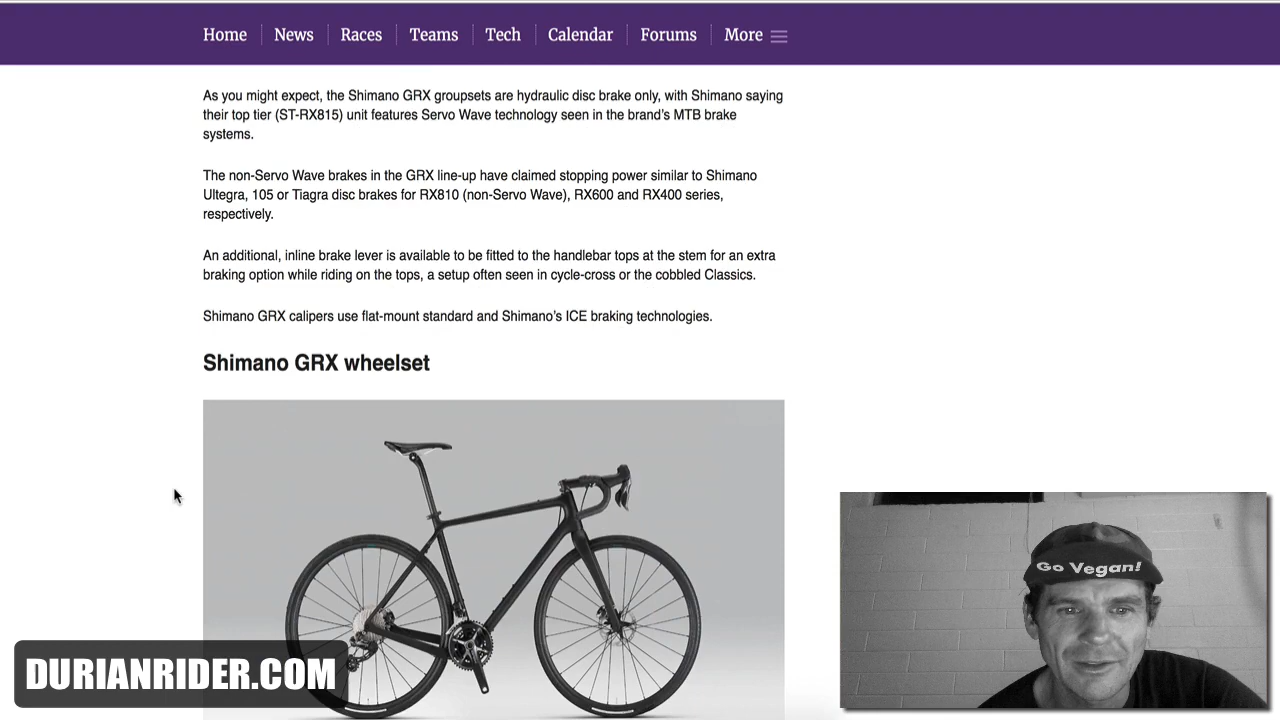 Home News Races Teams Tech Calendar Forums More
As you might expect, the Shimano GRX groupsets are hydraulic disc brake only, with Shimano saying
their top tier (ST-RX815) unit features Servo Wave technology seen in the brand's MTB brake
systems.
The non-Servo Wave brakes in the GRX line-up have claimed stopping power similar to Shimano
Ultegra, 105 or Tiagra disc brakes for RX810 (non-Servo Wave), RX600 and RX400 series,
respectively.
An additional, inline brake lever is available to be fitted to the handlebar tops at the stem for an extra
braking option while riding on the tops, a setup often seen in cycle-cross or the cobbled Classics.
Shimano GRX calipers use flat-mount standard and Shimano's ICE braking technologies.
Shimano GRX wheelset
Go Vegan!
DURIANRIDER.COM